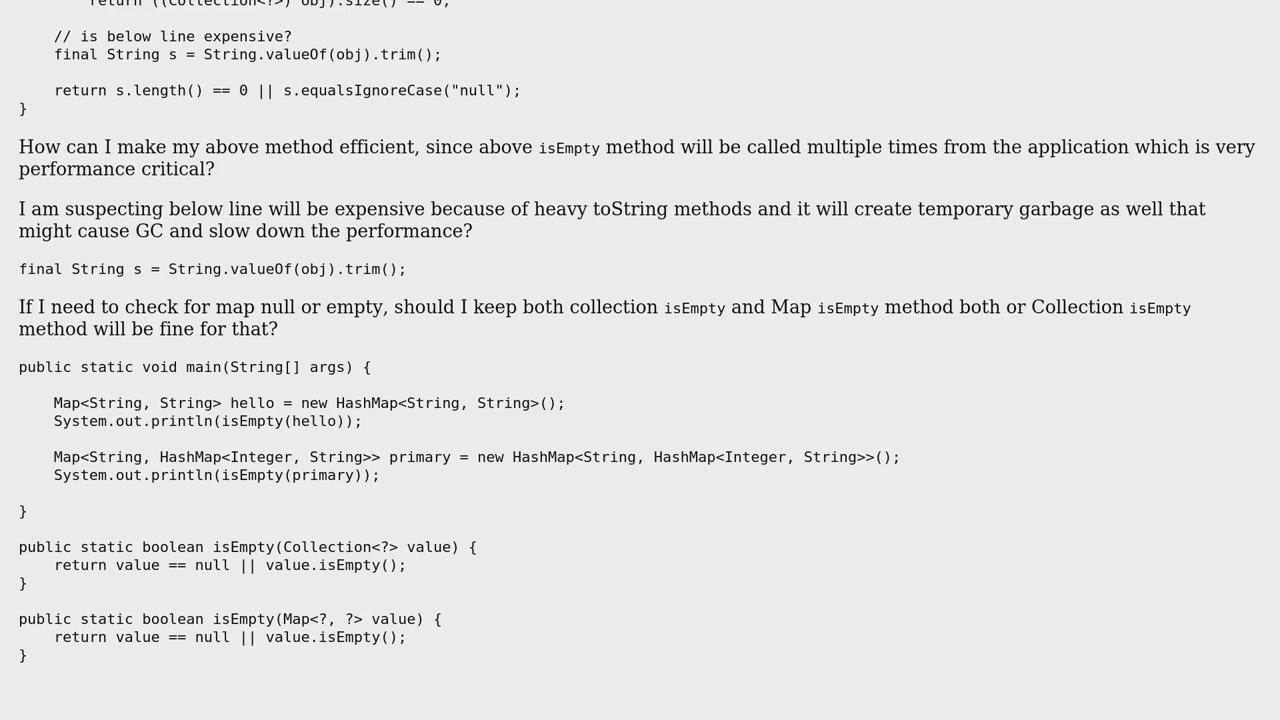 return ((Collection<?>) obj).size() == 0;
// is below line expensive?
final String s = String.valueOf(obj).trim();
return s.length() == 0 || s.equalsIgnoreCase("null");
}
How can I make my above method efficient, since above isEmpty method will be called multiple times from the application which is very
performance critical?
I am suspecting below line will be expensive because of heavy toString methods and it will create temporary garbage as well that
might cause GC and slow down the performance?
final String s = String.valueOf(obj).trim();
If I need to check for map null or empty, should I keep both collection isEmpty and Map isEmpty method both or Collection isEmpty
method will be fine for that?
public static void main(String[] args) {
Map<String, String> hello = new HashMap<String, String>();
System.out.println(isEmpty(hello));
Map<String, HashMap<Integer, String>> primary = new HashMap<String, HashMap<Integer, String>>();
System.out.println(isEmpty(primary));
}
public static boolean isEmpty(Collection<?> value) {
return value == null || value.isEmpty();
}
public static boolean isEmpty(Map<?, ?> value) {
return value == null || value.isEmpty();
}